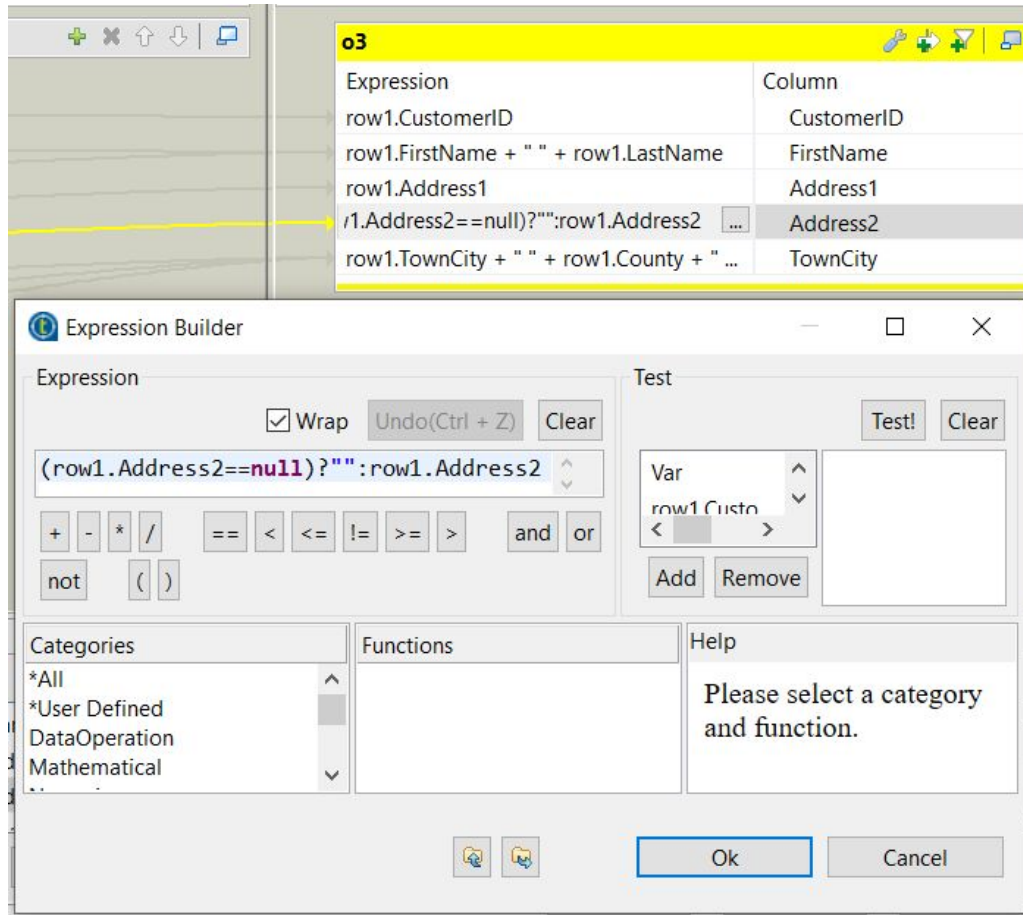 o3
Expression Column
row1.CustomerID CustomerID
row1.FirstName + " " + row1.LastName FirstName
row1.Address1 Address1
/1.Address2==null)?"":row1.Address2 ... Address2
row1.TownCity + " " + row1.County + " ... TownCity
Expression Builder
Expression
Wrap Undo(Ctrl + Z) Clear
(row1.Address2==null)?"":row1.Address2
+ - * / == < <= != >= > and or
not ( )
Test
Test! Clear
Var
row1.Custo
< >
Add Remove
Categories
*All
*User Defined
DataOperation
Mathematical
Functions
Help
Please select a category
and function.
Ok Cancel